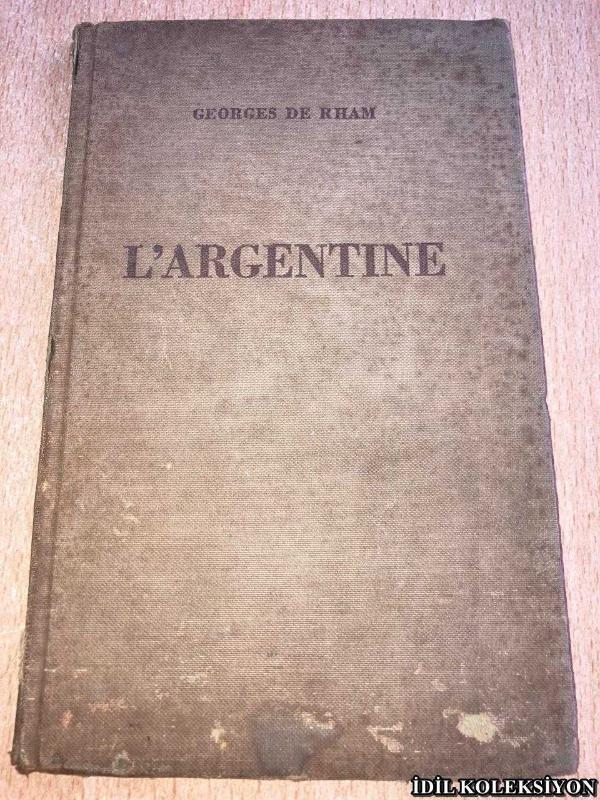 GEORGES DE RHAM
L'ARGENTINE
İDİL KOLEKSİYON